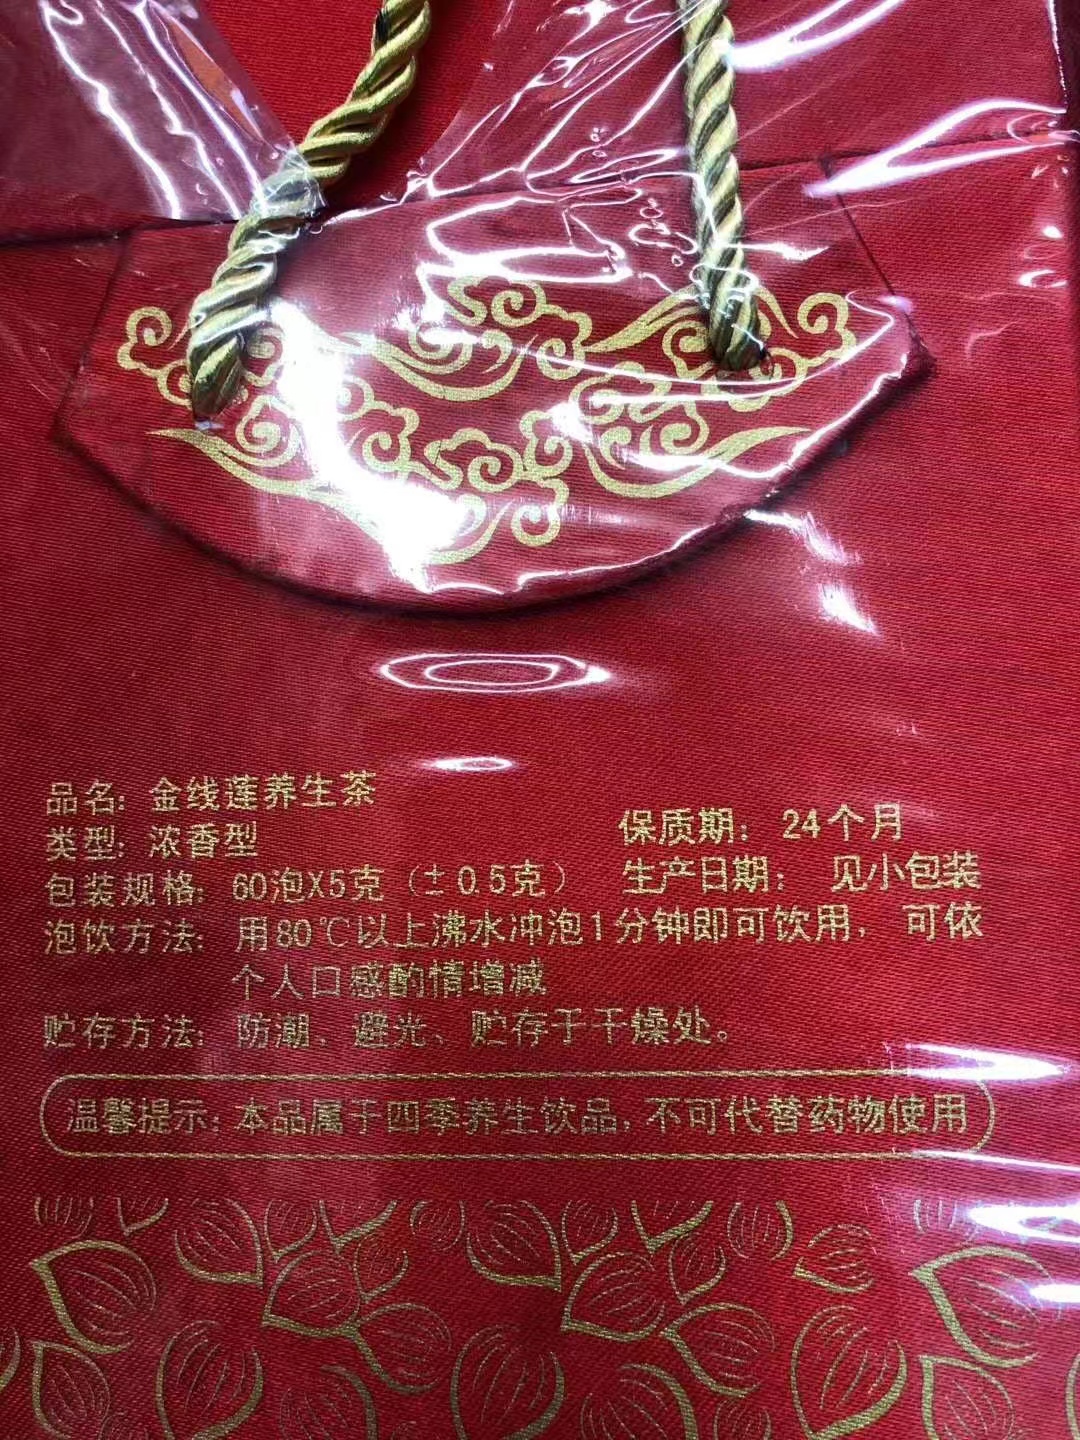 品名: 金线莲养生茶
类型: 浓香型
保质期: 24个月
包装规格: 60泡X5克(±0.5克)
生产日期: 见小包装
泡饮方法: 用80℃以上沸水冲泡1分钟即可饮用, 可依
个人口感酌情增减
贮存方法: 防潮、避光、贮存于干燥处。
温馨提示: 本品属于四季养生饮品, 不可代替药物使用